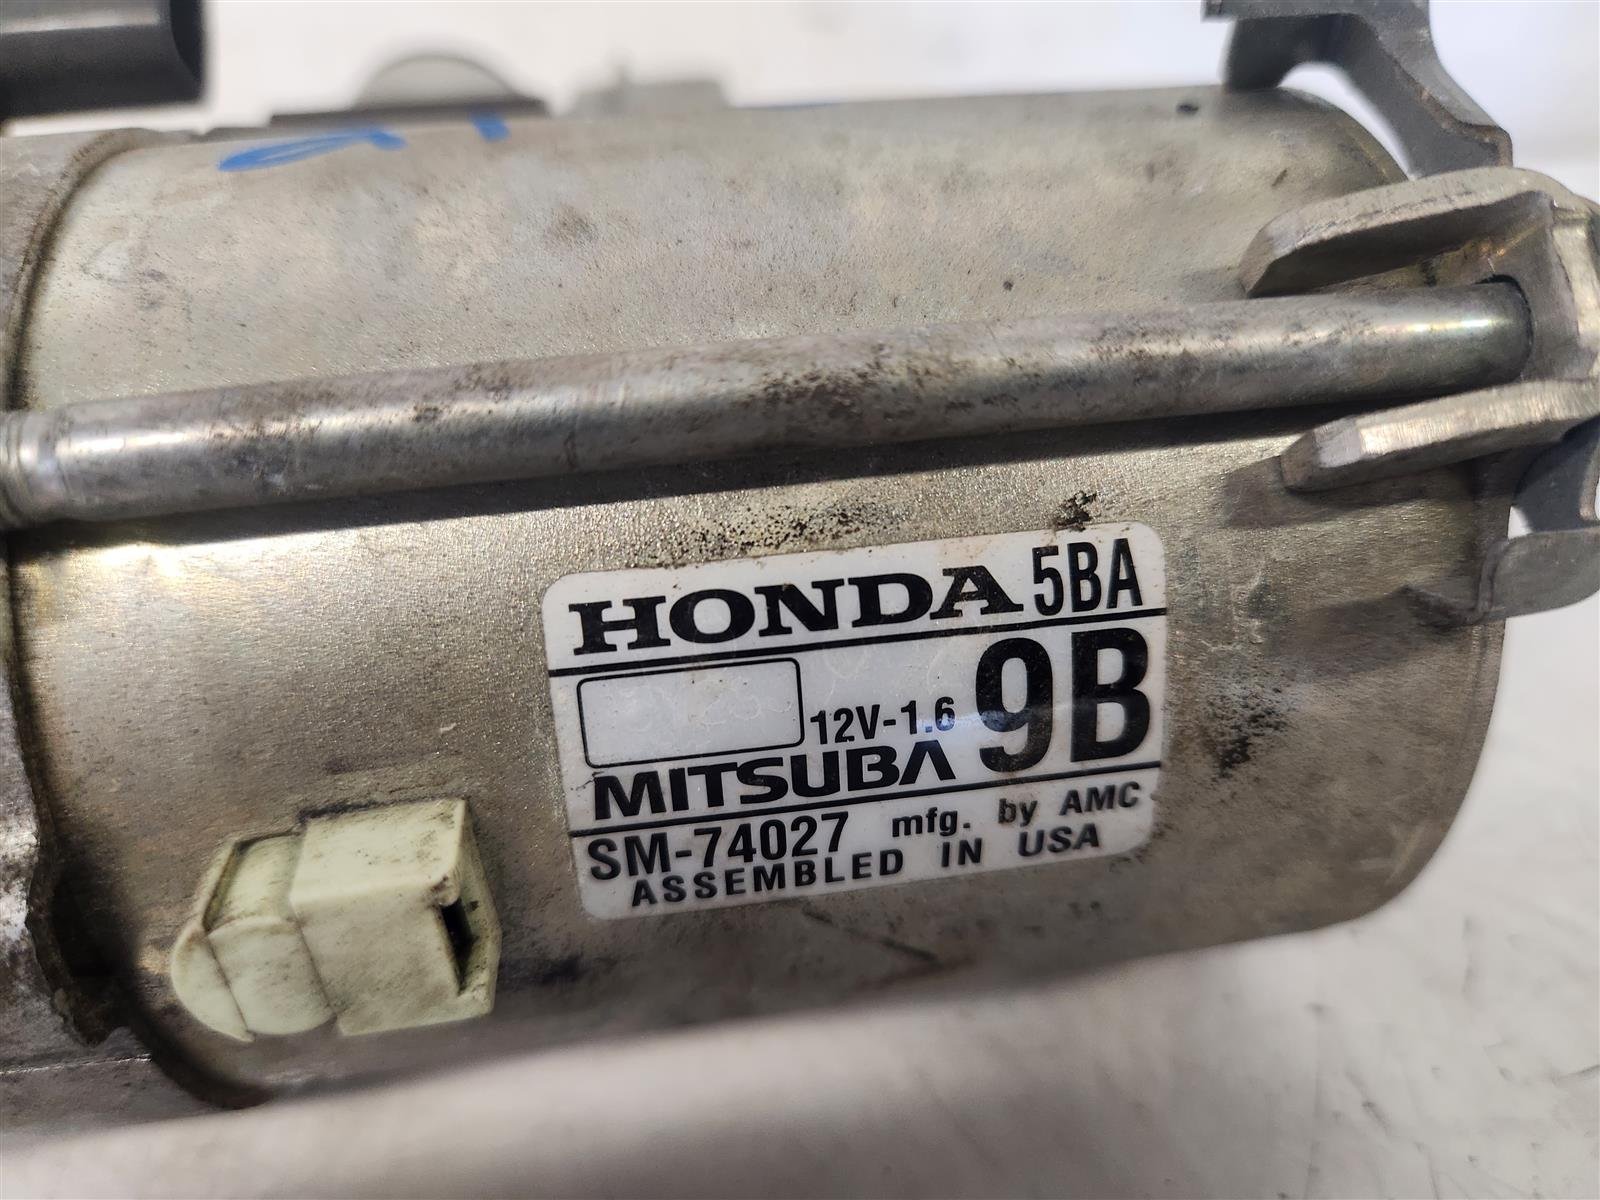 HONDA 5BA
12V-1.6 9B
MITSUBA
SM-74027 mfg. by AMC
ASSEMBLED IN USA